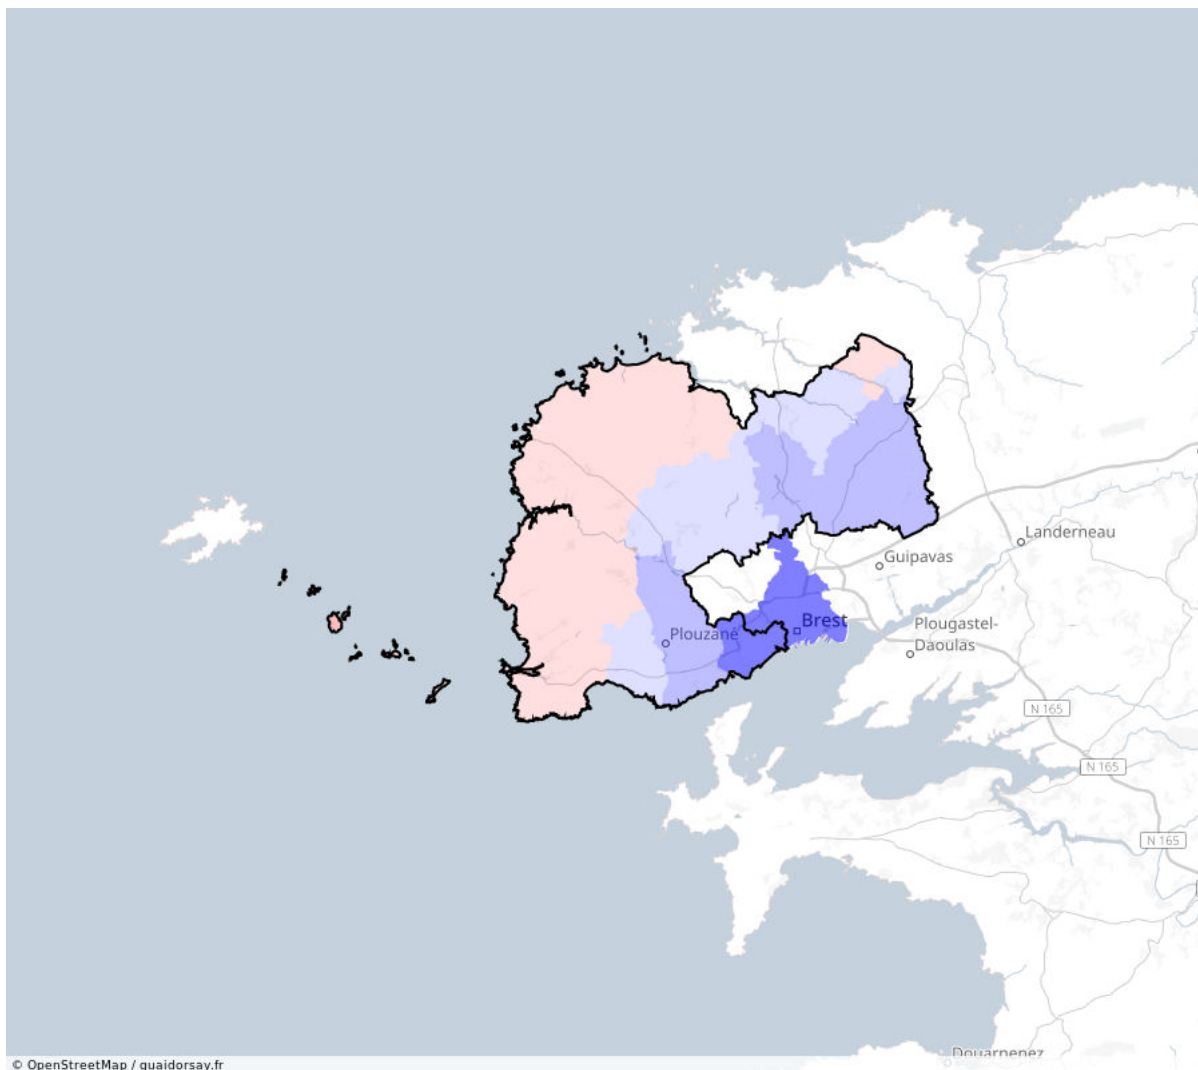 Landerneau
Guipavas
Brest
Plougastel-
Daoulas
Plouzané
N 165
N 165
N 165
Douarnenez
© OpenStreetMap / quaidorsay.fr